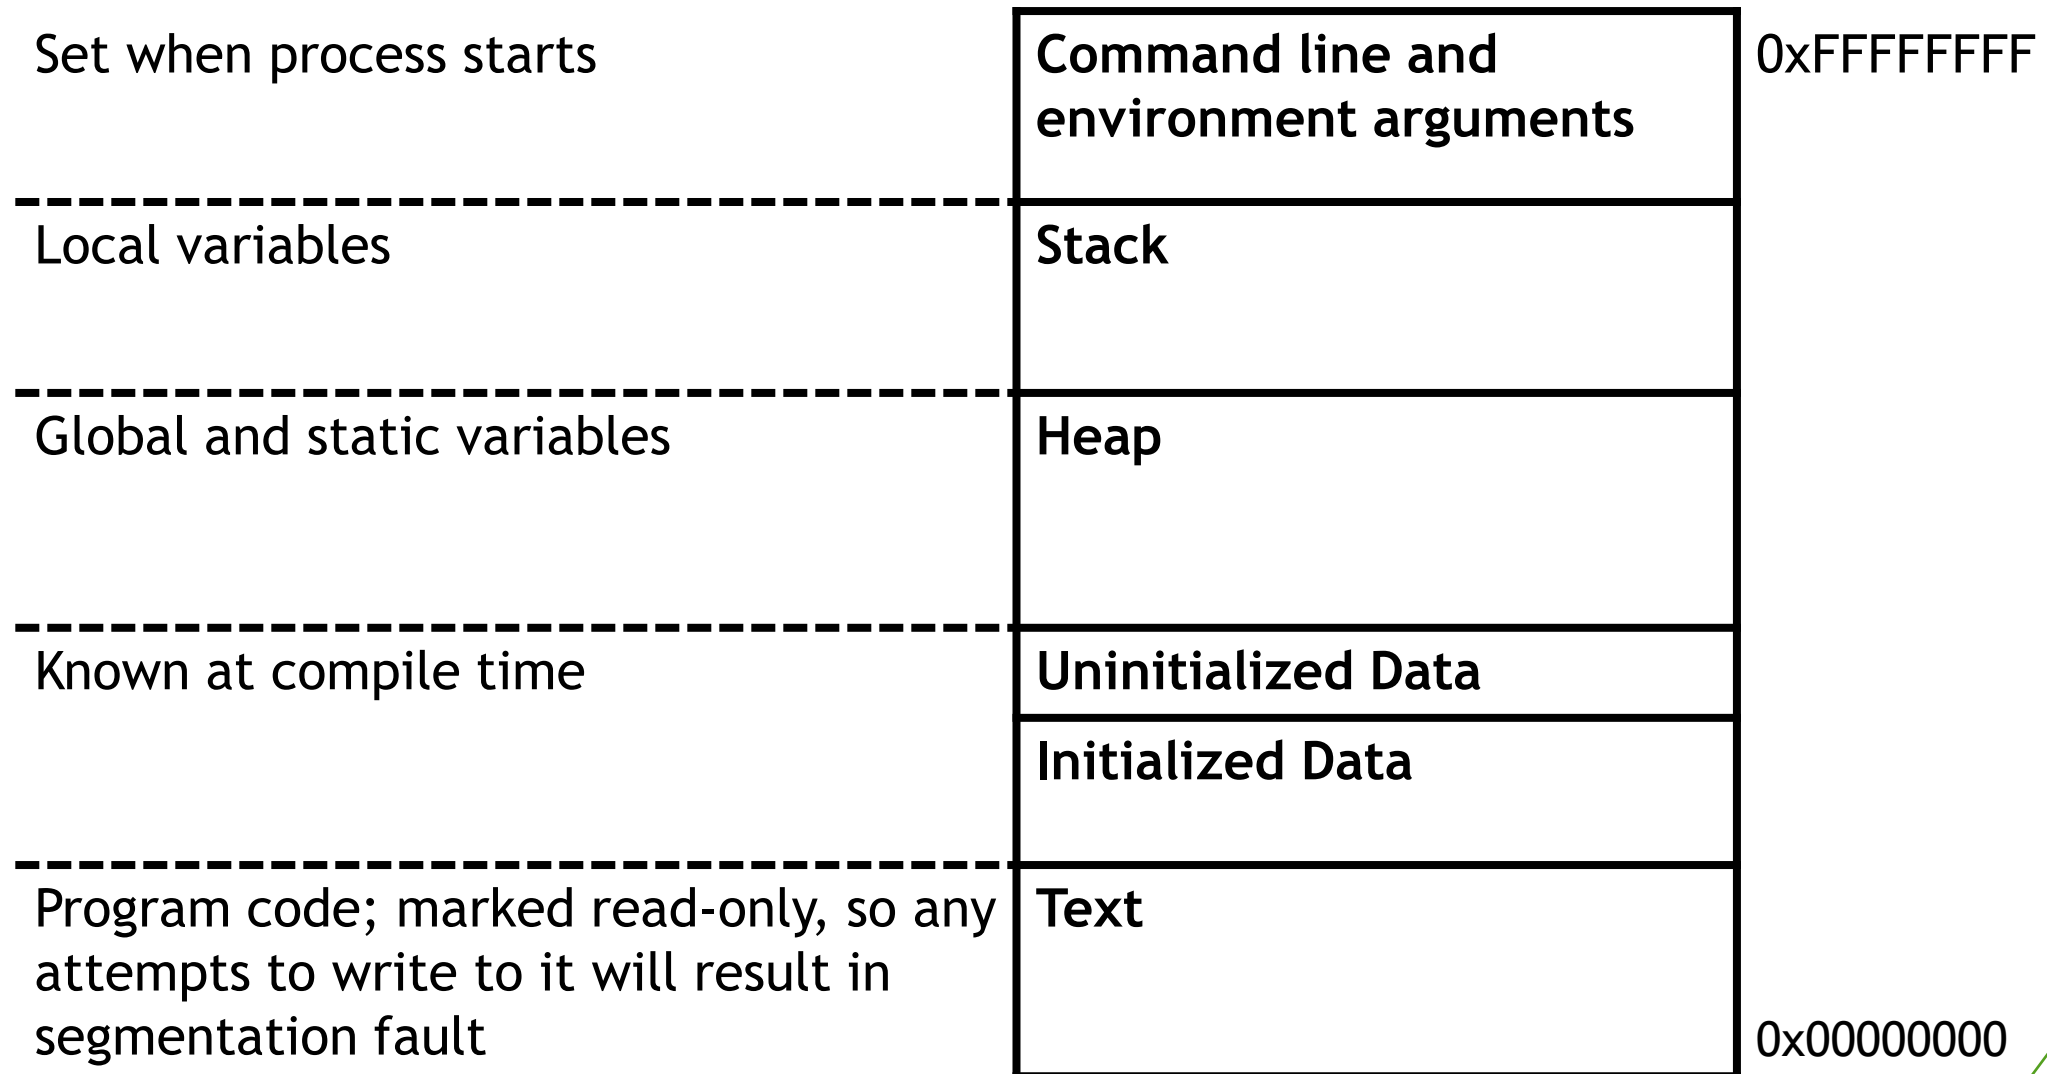 Set when process starts
Command line and
environment arguments
0xFFFFFFFF
Local variables
Stack
Global and static variables
Heap
Known at compile time
Uninitialized Data
Initialized Data
Program code; marked read-only, so any
attempts to write to it will result in
segmentation fault
Text
0x00000000